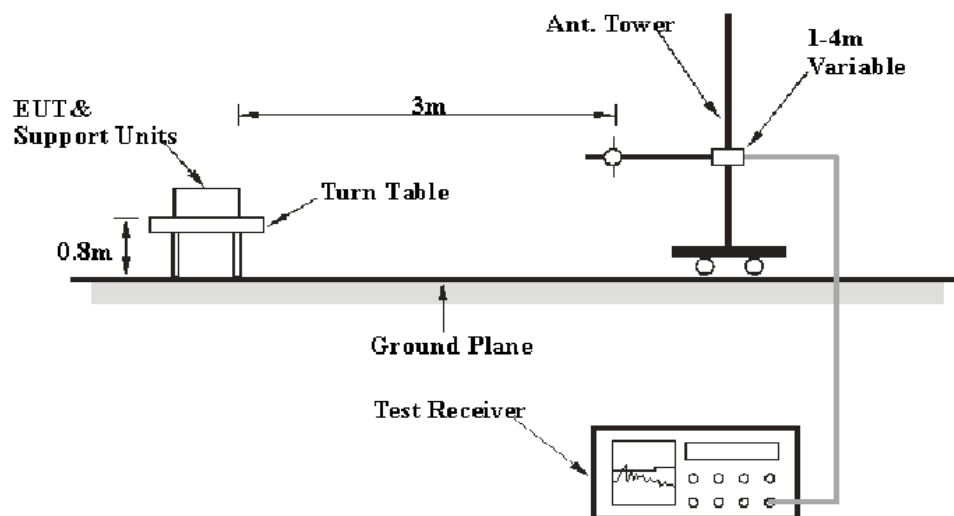 Ant. Tower
1-4m
Variable
3m
EUT&
Support Units
Turn Table
0.8m
Ground Plane
Test Receiver